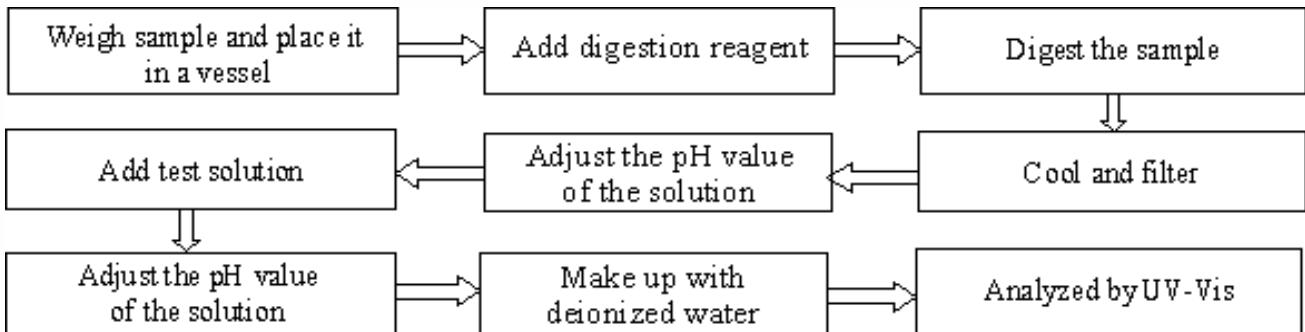 Weigh sample and place it
in a vessel
Add digestion reagent
Digest the sample
Cool and filter
Adjust the pH value
of the solution
Add test solution
Adjust the pH value
of the solution
Make up with
deionized water
Analyzed by UV-Vis